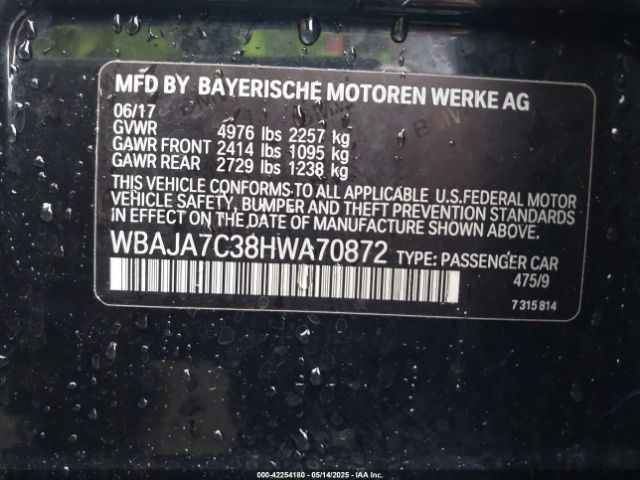 MFD BY BAYERISCHE MOTOREN WERKE AG
06/17
GVWR 4976 lbs 2257 kg
GAWR FRONT 2414 lbs 1095 kg
GAWR REAR 2729 lbs 1238 kg
THIS VEHICLE CONFORMS TO ALL APPLICABLE U.S.FEDERAL MOTOR
VEHICLE SAFETY, BUMPER AND THEFT PREVENTION STANDARDS
IN EFFECT ON THE DATE OF MANUFACTURE SHOWN ABOVE.
WBAJA7C38HWA70872 TYPE: PASSENGER CAR
475/9
7 315 814
000-42254180 - 05/14/2025 - IAA Inc.